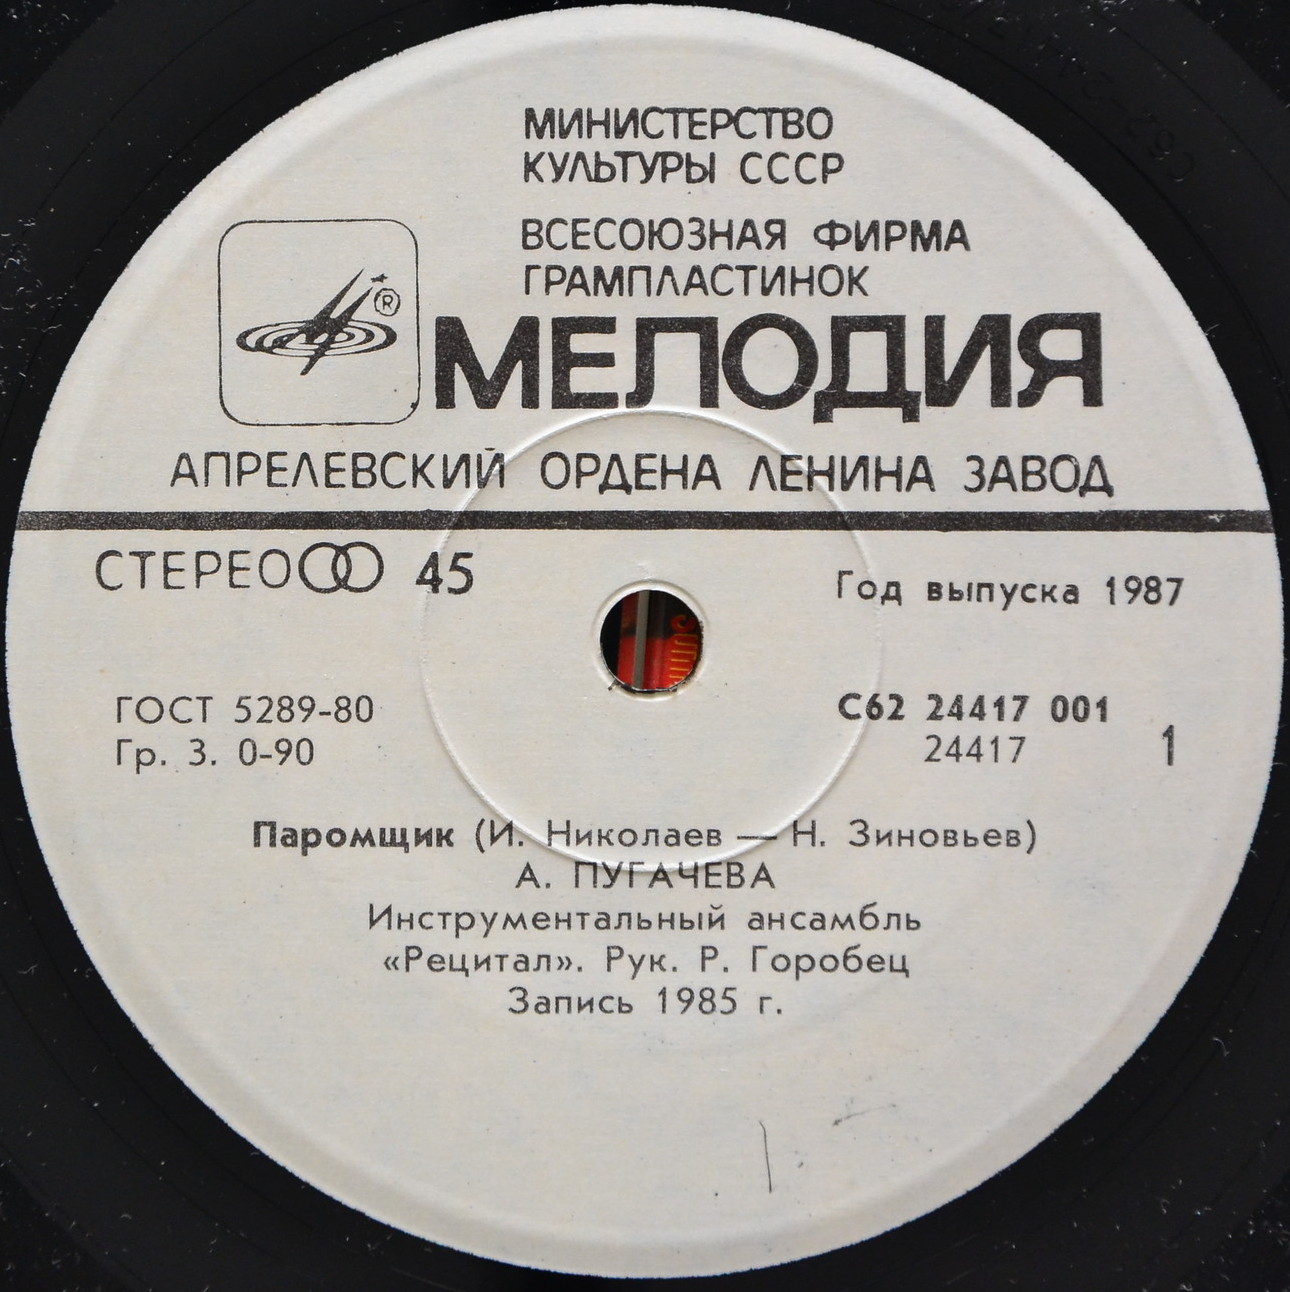 МИНИСТЕРСТВО
КУЛЬТУРЫ СССР
ВСЕСОЮЗНАЯ ФИРМА
ГРАМПЛАСТИНОК
®
МЕЛОДИЯ
АПРЕЛЕВСКИЙ ОРДЕНА ЛЕНИНА ЗАВОД
СТЕРЕО 45
Год выпуска 1987
ГОСТ 5289-80
Гр. 3. 0-90
С62 24417 001
24417
1
Паромщик (И. Николаев — Н. Зиновьев)
А. ПУГАЧЕВА
Инструментальный ансамбль
«Рецитал». Рук. Р. Горобец
Запись 1985 г.